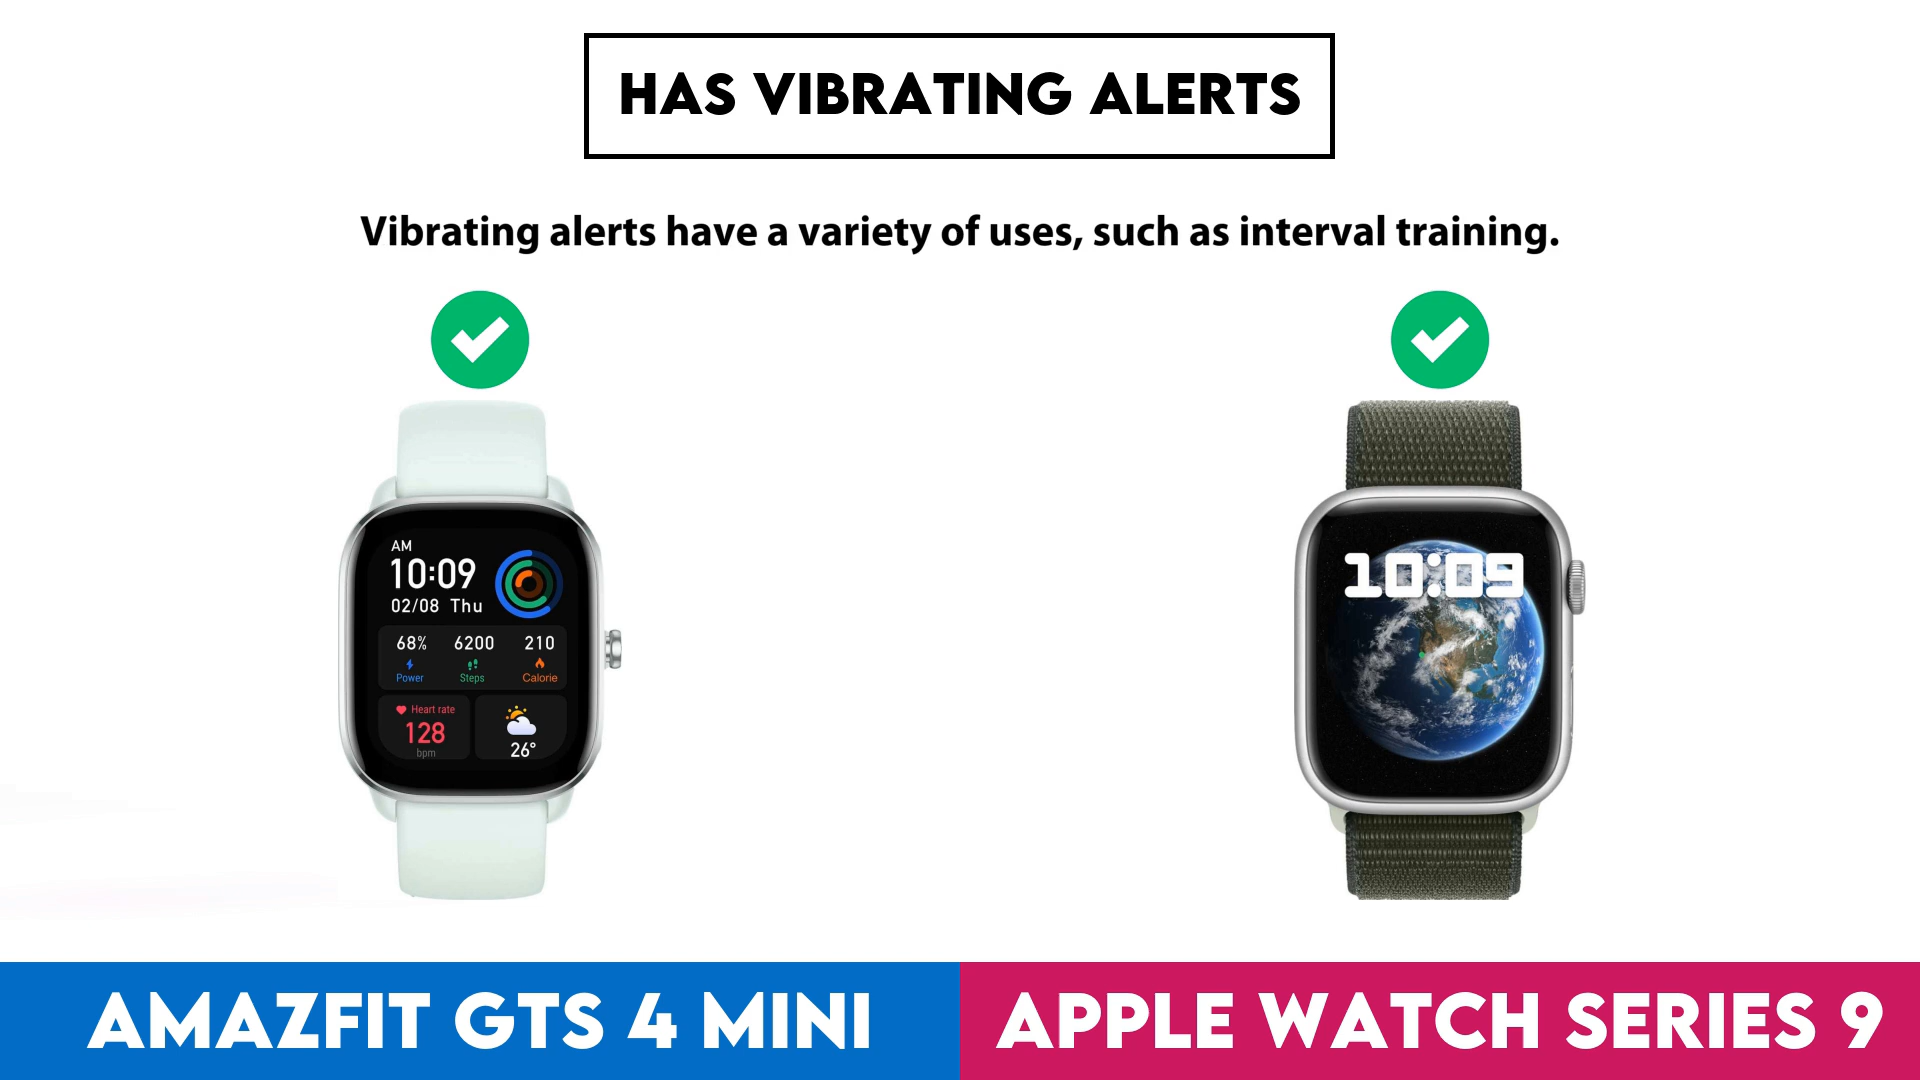 HAS VIBRATING ALERTS
Vibrating alerts have a variety of uses, such as interval training.
AM
10:09
02/08 Thu
68% 6200 210
Power Steps Calorie
Heart rate
128
bpm
26°
10:09
AMAZFIT GTS 4 MINI
APPLE WATCH SERIES 9